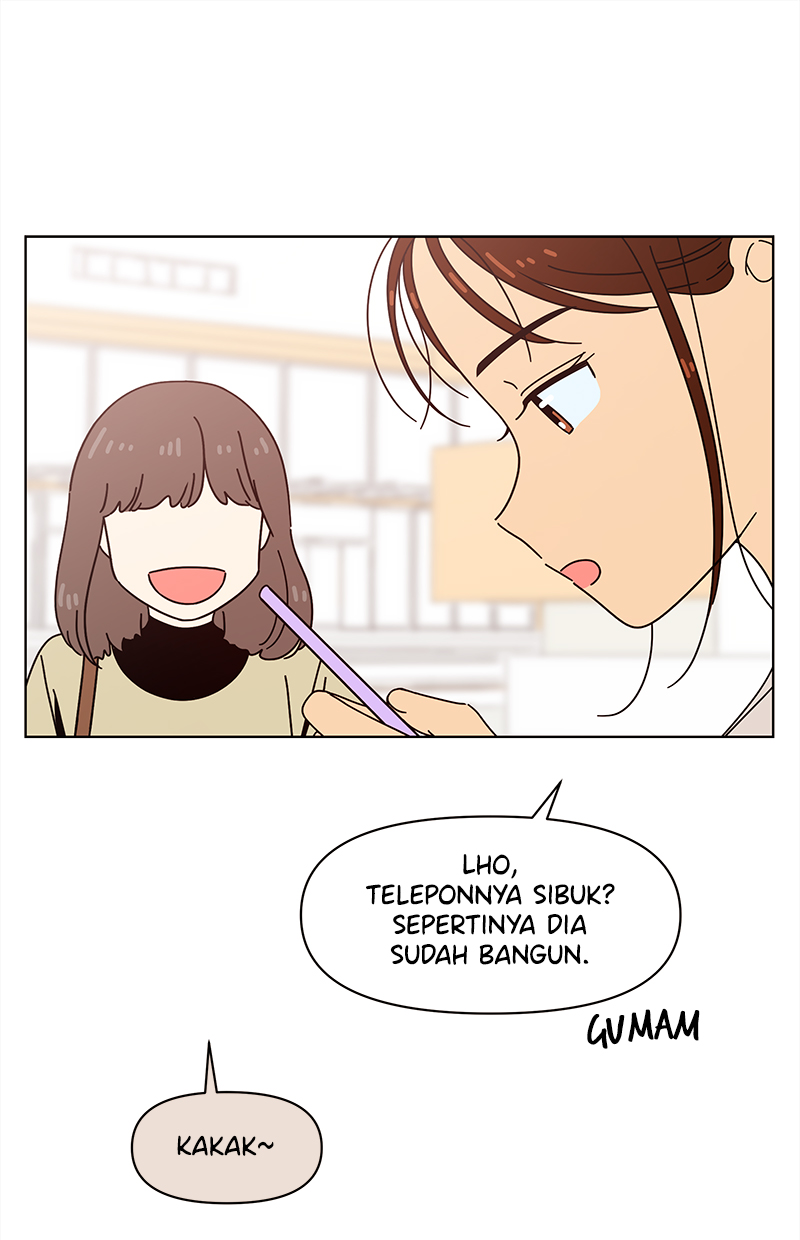 LHO,
TELEPONNYA SIBUK?
SEPERTINYA DIA
SUDAH BANGUN.
GUMAM
KAKAK~